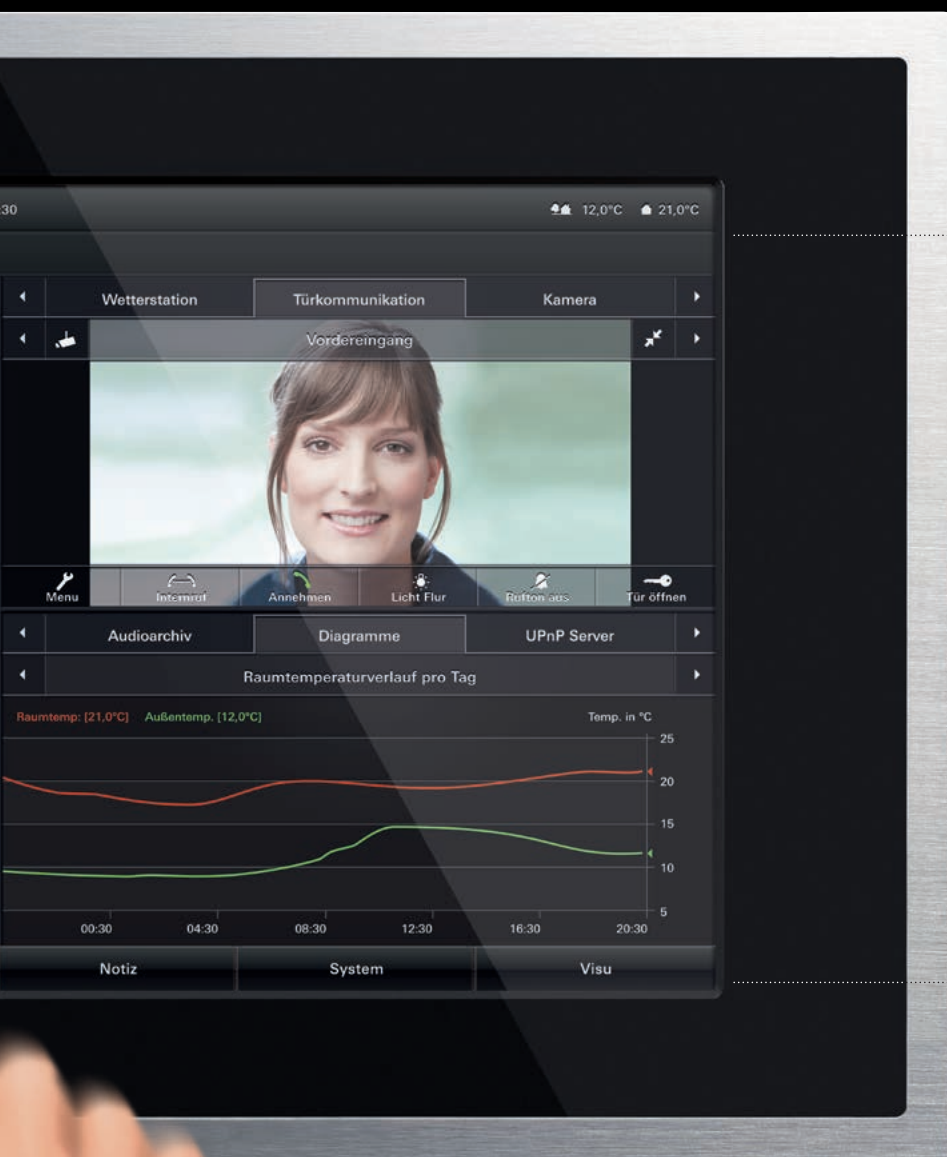 :30
12,0°C 21,0°C
Wetterstation Türkommunikation Kamera
Vordereingang
Menu Internruf Annehmen Licht Flur Rufton aus Tür öffnen
Audioarchiv Diagramme UPnP Server
Raumtemperaturverlauf pro Tag
Raumtemp: [21,0°C] Außentemp. [12,0°C] Temp. in °C
25
20
15
10
5
00:30 04:30 08:30 12:30 16:30 20:30
Notiz System Visu